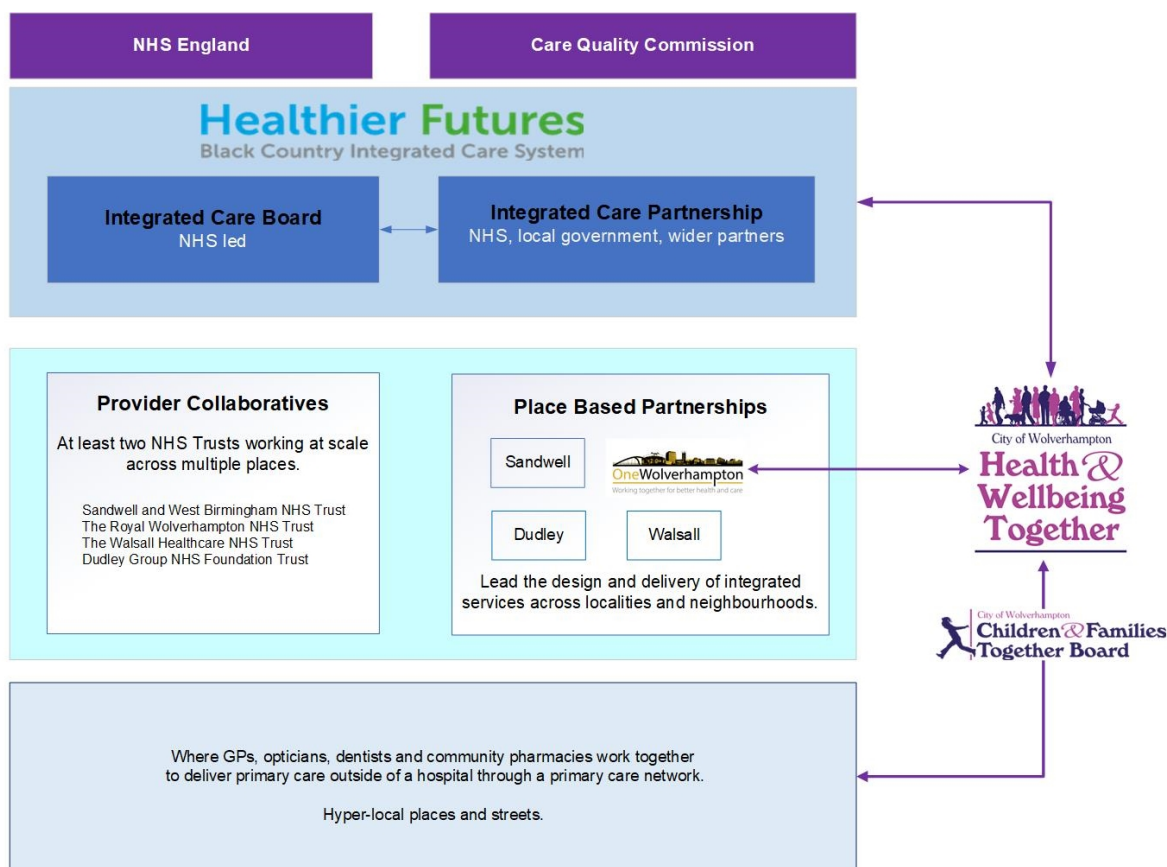 NHS England
Care Quality Commission
Healthier Futures
Black Country Integrated Care System
Integrated Care Board
NHS led
Integrated Care Partnership
NHS, local government, wider partners
Provider Collaboratives
At least two NHS Trusts working at scale
across multiple places.
Sandwell and West Birmingham NHS Trust
The Royal Wolverhampton NHS Trust
The Walsall Healthcare NHS Trust
Dudley Group NHS Foundation Trust
Place Based Partnerships
Sandwell
OneWolverhampton
Working together for better health and care
Dudley
Walsall
Lead the design and delivery of integrated
services across localities and neighbourhoods.
City of Wolverhampton
Health &
Wellbeing
Together
City of Wolverhampton
Children & Families
Together Board
Where GPs, opticians, dentists and community pharmacies work together
to deliver primary care outside of a hospital through a primary care network.
Hyper-local places and streets.